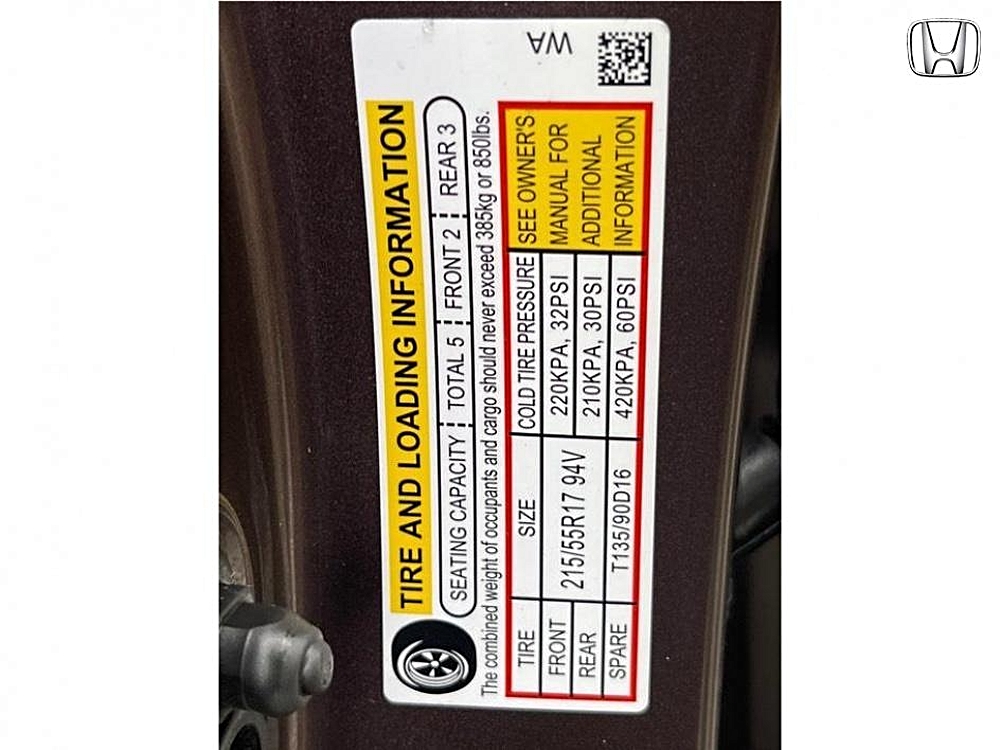 TIRE AND LOADING INFORMATION
SEATING CAPACITY TOTAL 5 FRONT 2 REAR 3
The combined weight of occupants and cargo should never exceed 385kg or 850lbs.
TIRE SIZE COLD TIRE PRESSURE SEE OWNER'S
FRONT 215/55R17 94V 220KPA, 32PSI MANUAL FOR
REAR 210KPA, 30PSI ADDITIONAL
SPARE T135/90D16 420KPA, 60PSI INFORMATION
WA